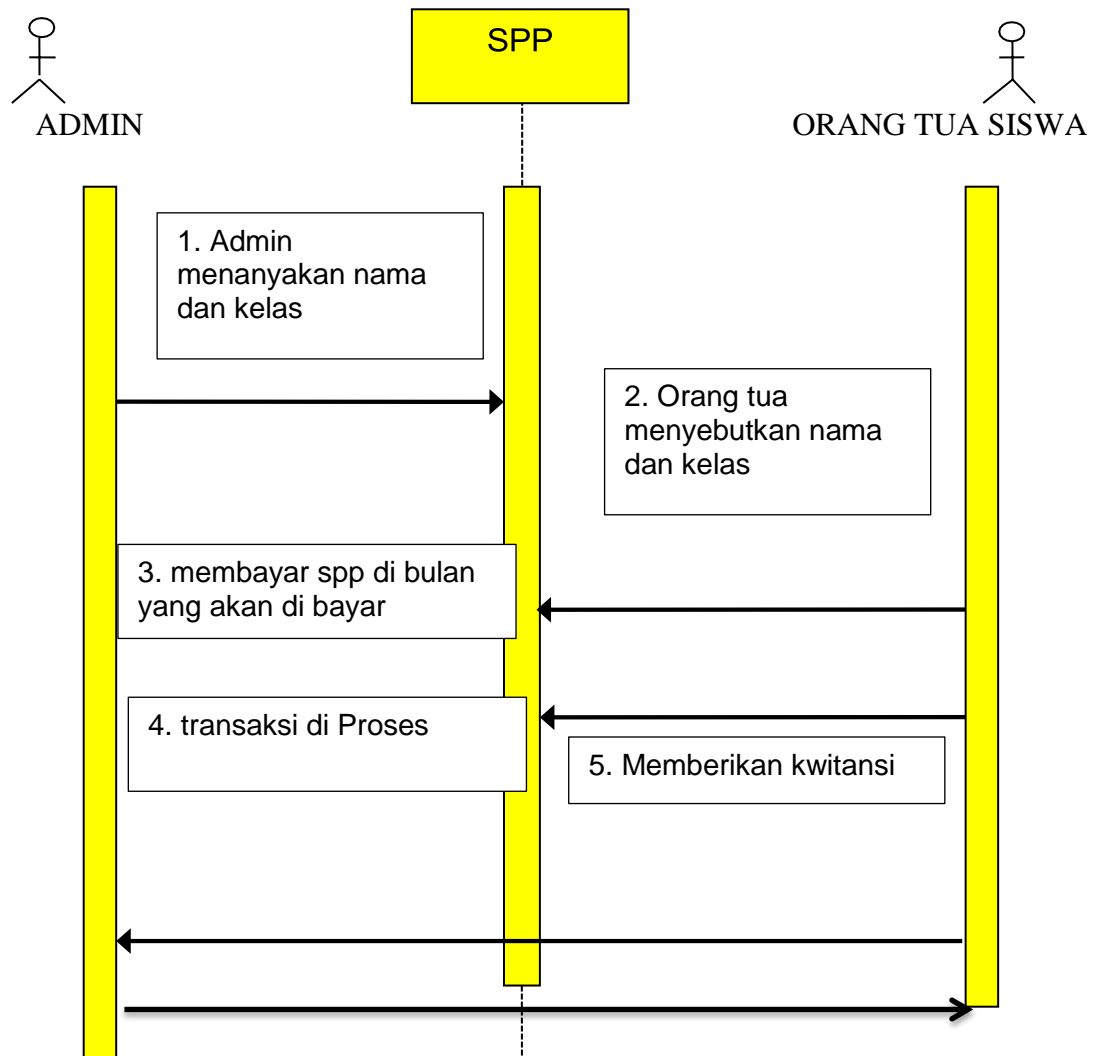 SPP
ADMIN
ORANG TUA SISWA
1. Admin
menanyakan nama
dan kelas
2. Orang tua
menyebutkan nama
dan kelas
3. membayar spp di bulan
yang akan di bayar
4. transaksi di Proses
5. Memberikan kwitansi